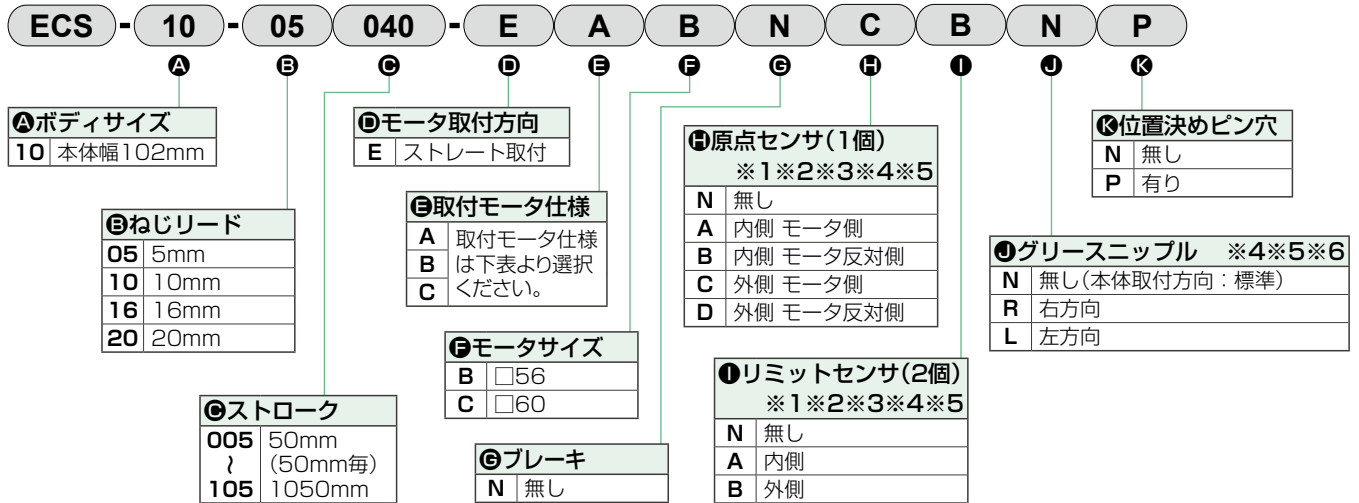 ECS - 10 - 05 040 - E A B N C B N P
A B C D E F G H I J K
Aボディサイズ
10 本体幅102mm
Bねじリード
05 5mm
10 10mm
16 16mm
20 20mm
Cストローク
005 50mm
〜 (50mm毎)
105 1050mm
Dモータ取付方向
E ストレート取付
E取付モータ仕様
A 取付モータ仕様
B は下表より選択
C ください。
Fモータサイズ
B □56
C □60
Gブレーキ
N 無し
H原点センサ(1個)
※1※2※3※4※5
N 無し
A 内側 モータ側
B 内側 モータ反対側
C 外側 モータ側
D 外側 モータ反対側
Iリミットセンサ(2個)
※1※2※3※4※5
N 無し
A 内側
B 外側
Jグリースニップル ※4※5※6
N 無し(本体取付方向：標準)
R 右方向
L 左方向
K位置決めピン穴
N 無し
P 有り